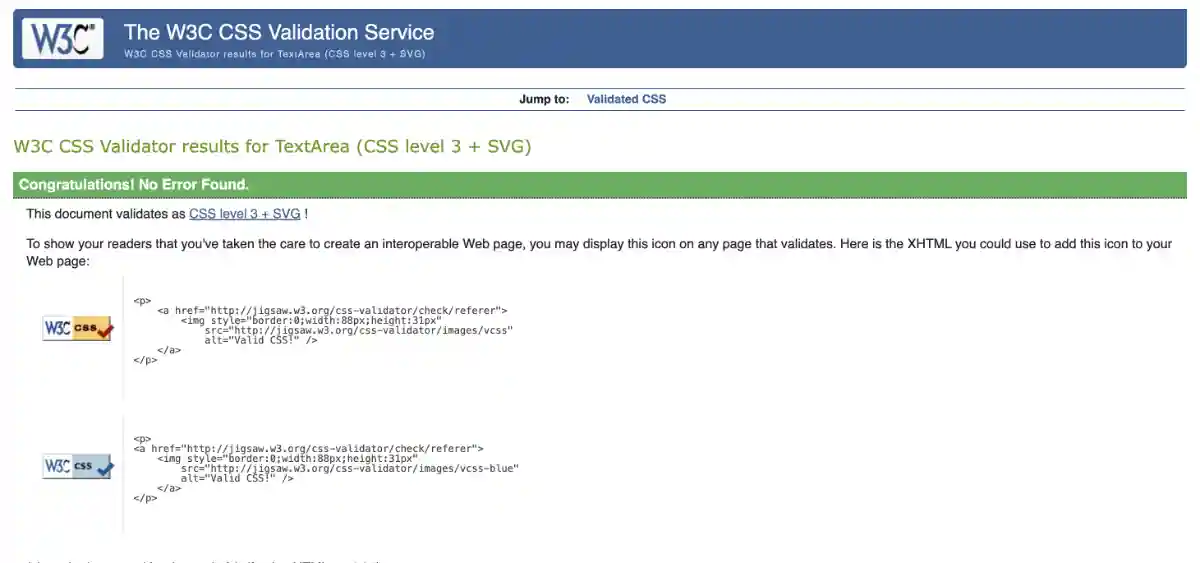 W3C®
The W3C CSS Validation Service
W3C CSS Validator results for TextArea (CSS level 3 + SVG)
Jump to: Validated CSS
W3C CSS Validator results for TextArea (CSS level 3 + SVG)
Congratulations! No Error Found.
This document validates as CSS level 3 + SVG !
To show your readers that you've taken the care to create an interoperable Web page, you may display this icon on any page that validates. Here is the XHTML you could use to add this icon to your
Web page:
W3C css
<p>
<a href="http://jigsaw.w3.org/css-validator/check/referer">
<img style="border:0;width:88px;height:31px"
src="http://jigsaw.w3.org/css-validator/images/vcss"
alt="Valid CSS!" />
</a>
</p>
W3C css
<p>
<a href="http://jigsaw.w3.org/css-validator/check/referer">
<img style="border:0;width:88px;height:31px"
src="http://jigsaw.w3.org/css-validator/images/vcss-blue"
alt="Valid CSS!" />
</a>
</p>